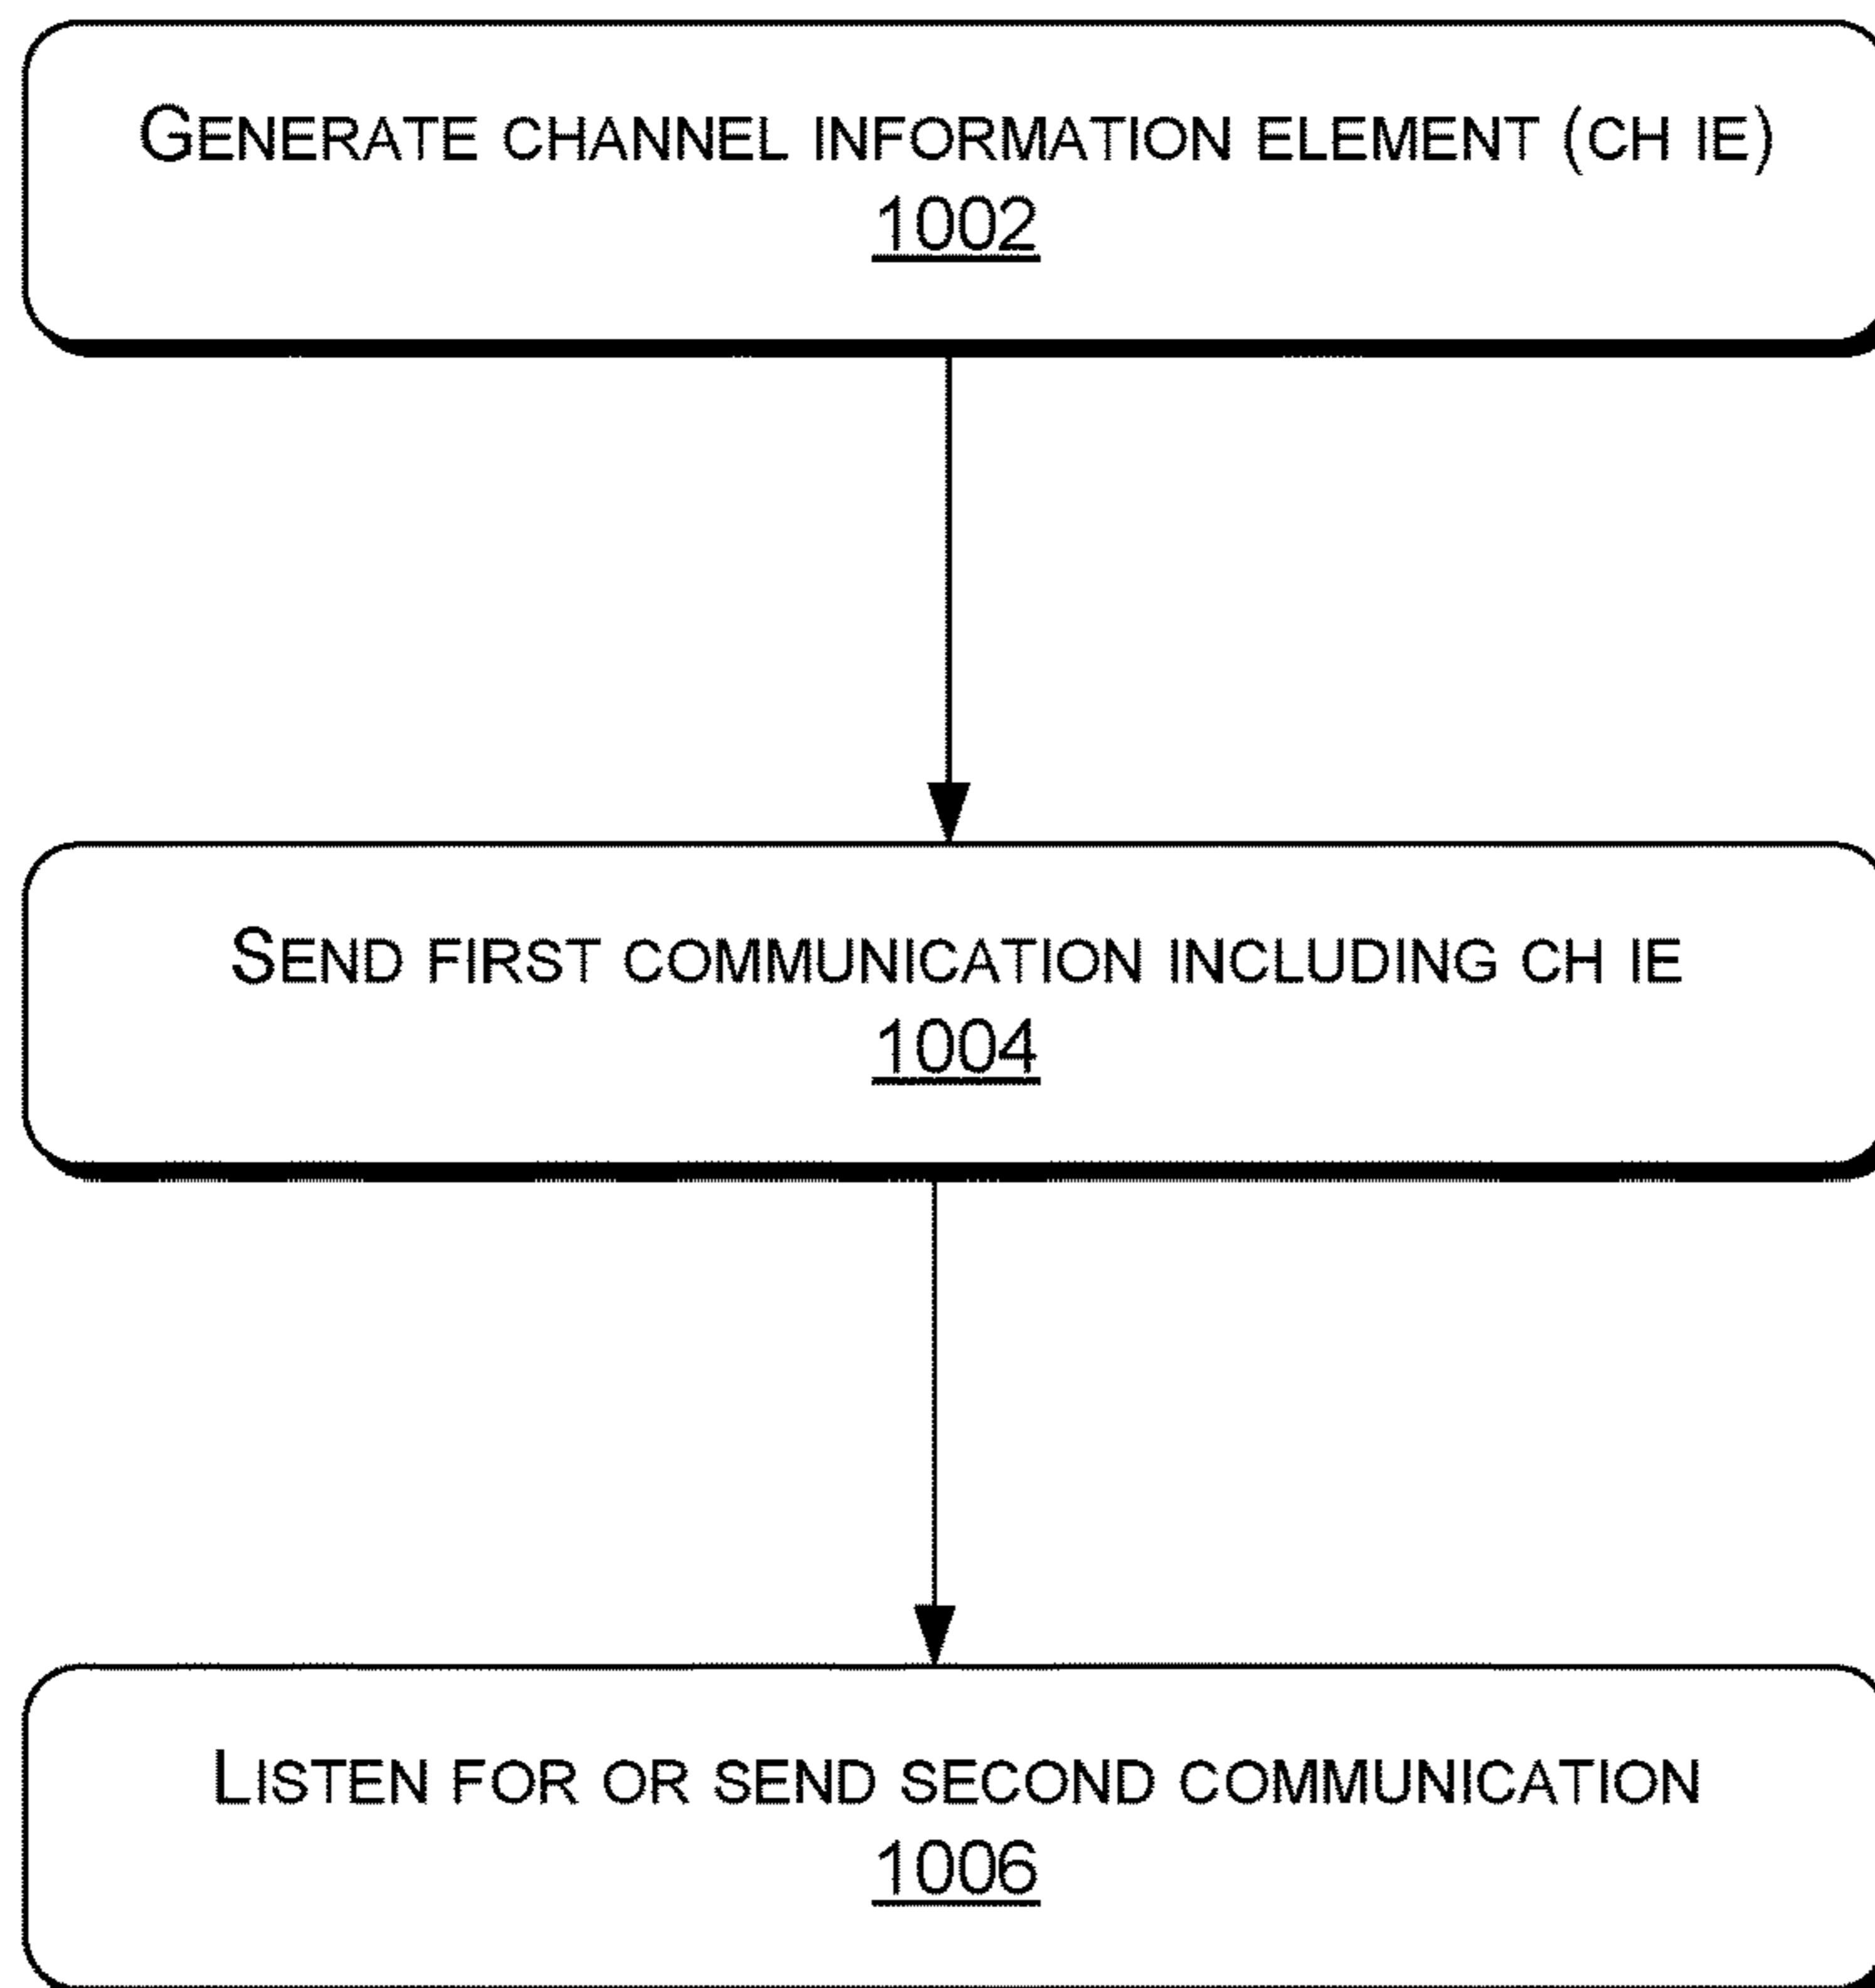 Generate channel information element (ch ie)
1002
Send first communication including ch ie
1004
Listen for or send second communication
1006